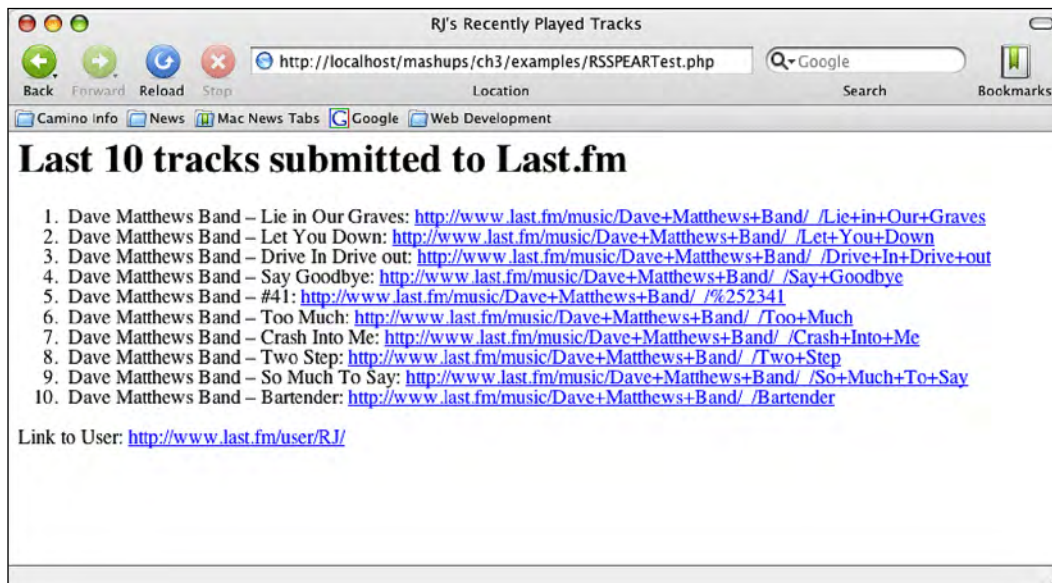 RJ's Recently Played Tracks
http://localhost/mashups/ch3/examples/RSSPEARTest.php
Google
Back Forward Reload Stop Location Search Bookmarks
Camino Info News Mac News Tabs G Google Web Development
Last 10 tracks submitted to Last.fm
1. Dave Matthews Band – Lie in Our Graves: http://www.last.fm/music/Dave+Matthews+Band/_/Lie+in+Our+Graves
2. Dave Matthews Band – Let You Down: http://www.last.fm/music/Dave+Matthews+Band/_/Let+You+Down
3. Dave Matthews Band – Drive In Drive out: http://www.last.fm/music/Dave+Matthews+Band/_/Drive+In+Drive+out
4. Dave Matthews Band – Say Goodbye: http://www.last.fm/music/Dave+Matthews+Band/_/Say+Goodbye
5. Dave Matthews Band – #41: http://www.last.fm/music/Dave+Matthews+Band/_/%252341
6. Dave Matthews Band – Too Much: http://www.last.fm/music/Dave+Matthews+Band/_/Too+Much
7. Dave Matthews Band – Crash Into Me: http://www.last.fm/music/Dave+Matthews+Band/_/Crash+Into+Me
8. Dave Matthews Band – Two Step: http://www.last.fm/music/Dave+Matthews+Band/_/Two+Step
9. Dave Matthews Band – So Much To Say: http://www.last.fm/music/Dave+Matthews+Band/_/So+Much+To+Say
10. Dave Matthews Band – Bartender: http://www.last.fm/music/Dave+Matthews+Band/_/Bartender
Link to User: http://www.last.fm/user/RJ/